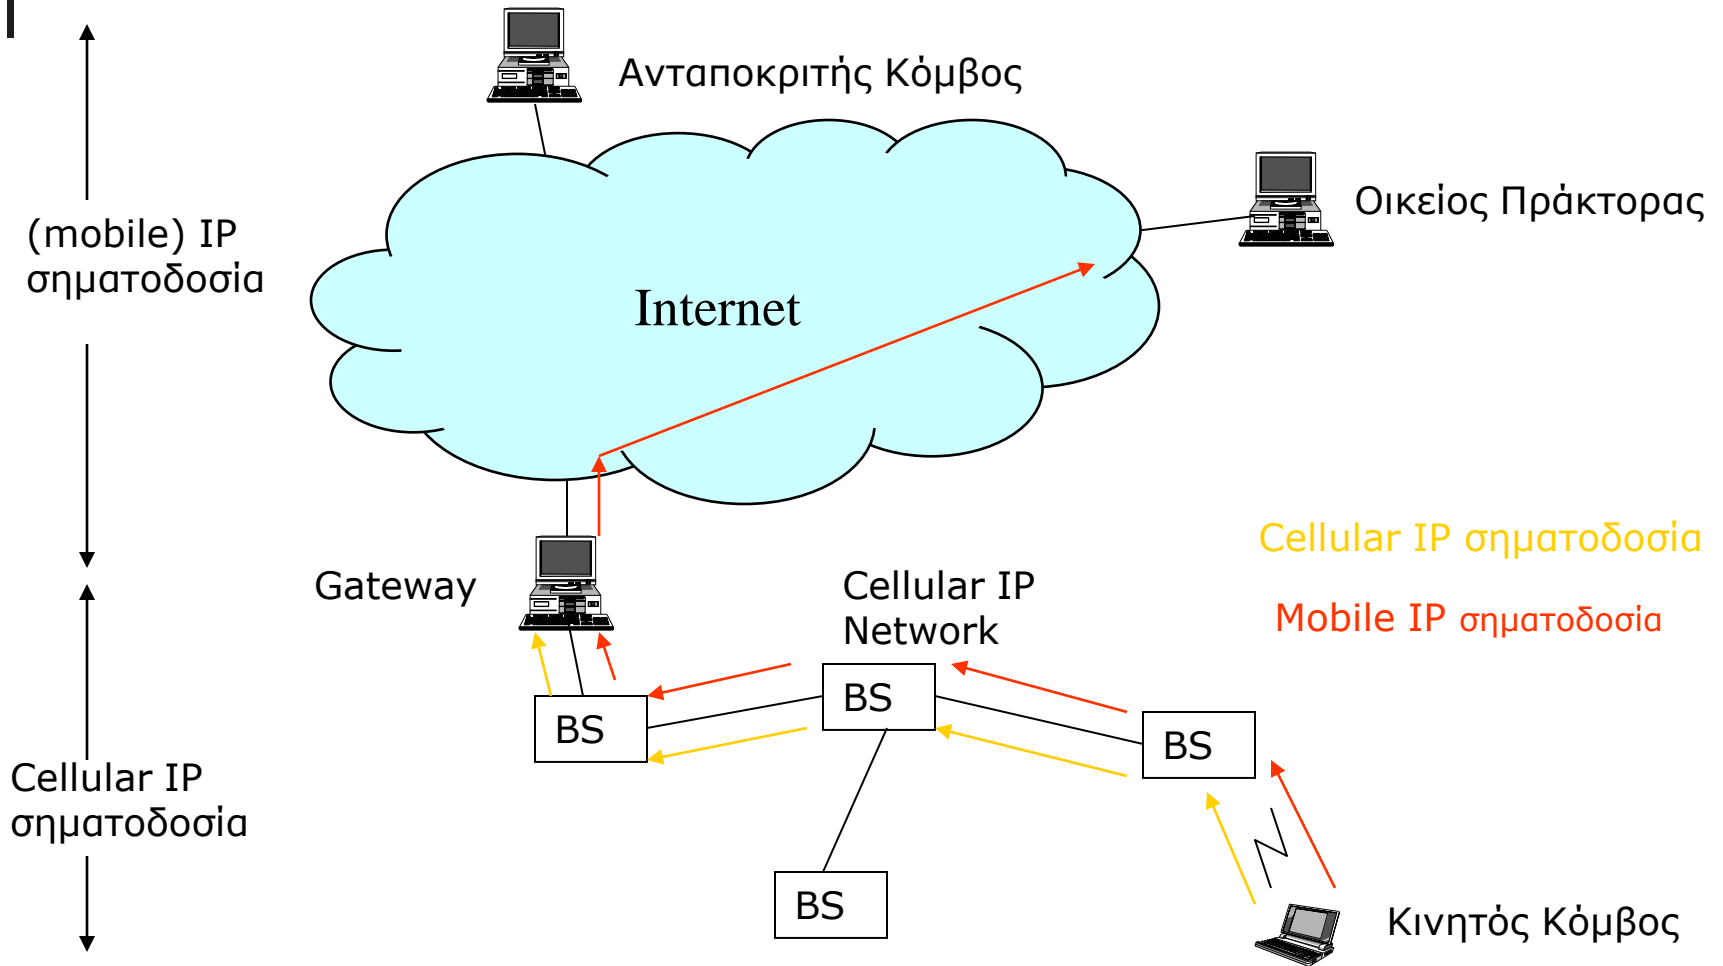 Ανταποκριτής Κόμβος
Οικείος Πράκτορας
(mobile) IP
σηματοδοσία
Internet
Cellular IP σηματοδοσία
Gateway
Cellular IP
Network
Mobile IP σηματοδοσία
BS
BS
BS
Cellular IP
σηματοδοσία
BS
Κινητός Κόμβος